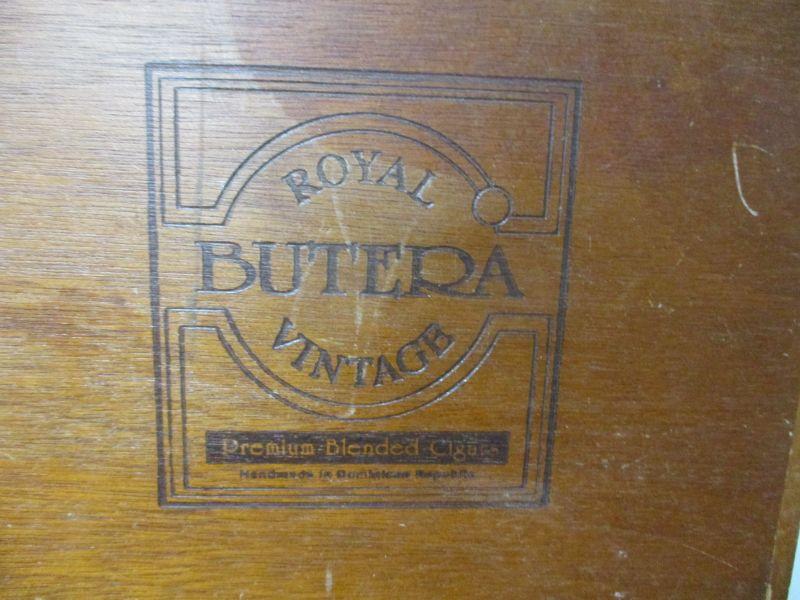 ROYAL
BUTERA
VINTAGE
Premium Blended Cigars
Handmade in Dominican Republic